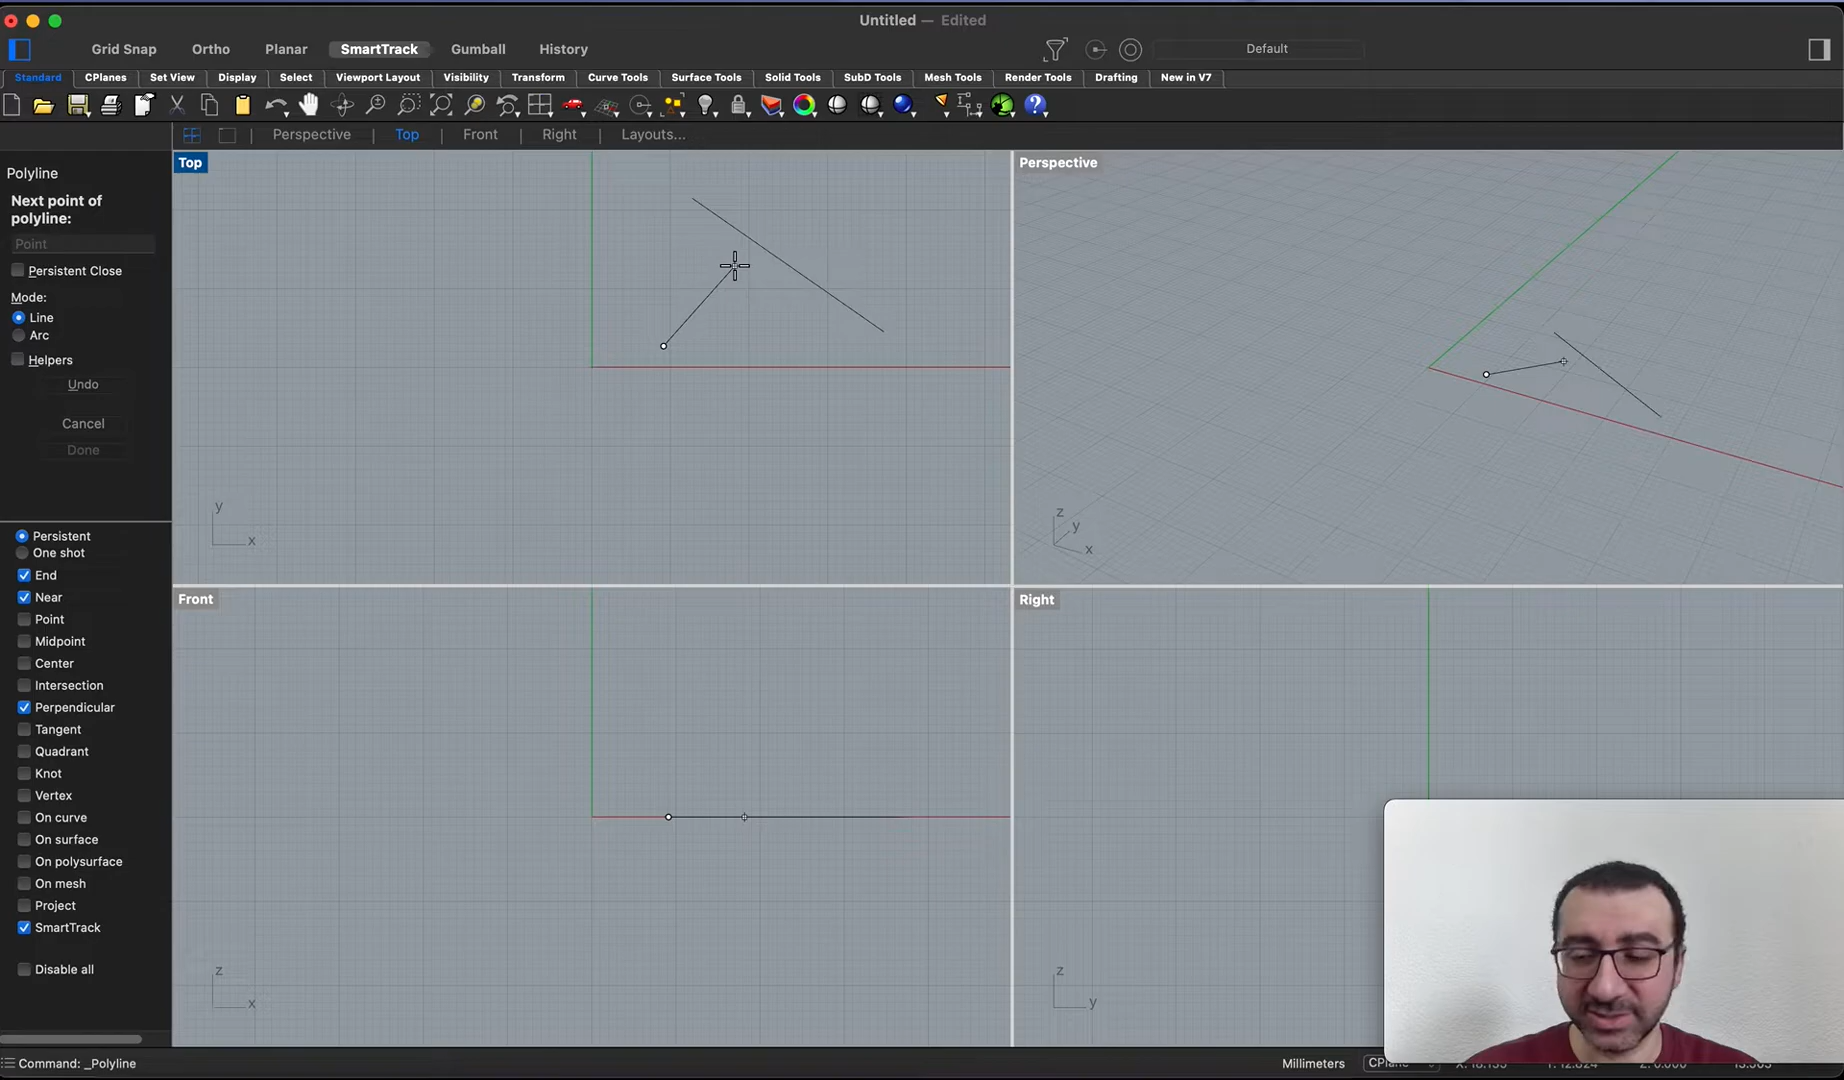 Untitled — Edited
Grid Snap Ortho Planar SmartTrack Gumball History Default
Standard CPlanes Set View Display Select Viewport Layout Visibility Transform Curve Tools Surface Tools Solid Tools SubD Tools Mesh Tools Render Tools Drafting New in V7
Perspective Top Front Right Layouts...
Polyline
Next point of
polyline:
Point
Persistent Close
Mode:
Line
Arc
Helpers
Undo
Cancel
Done
Persistent
One shot
End
Near
Point
Midpoint
Center
Intersection
Perpendicular
Tangent
Quadrant
Knot
Vertex
On curve
On surface
On polysurface
On mesh
Project
SmartTrack
Disable all
Top
y
x
Perspective
z
y
x
Front
z
x
Right
z
y
Command: _Polyline
Millimeters